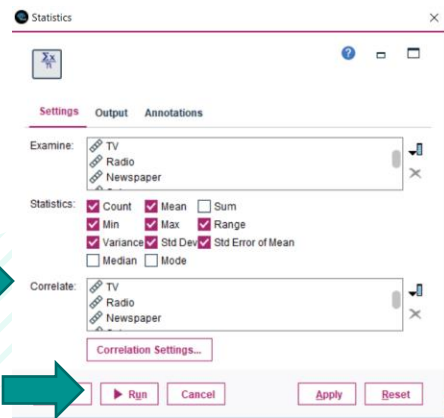 Statistics
Σx
n
Settings Output Annotations
Examine:
TV
Radio
Newspaper
Statistics:
Count Mean Sum
Min Max Range
Variance Std Dev Std Error of Mean
Median Mode
Correlate:
TV
Radio
Newspaper
Correlation Settings...
Run Cancel Apply Reset